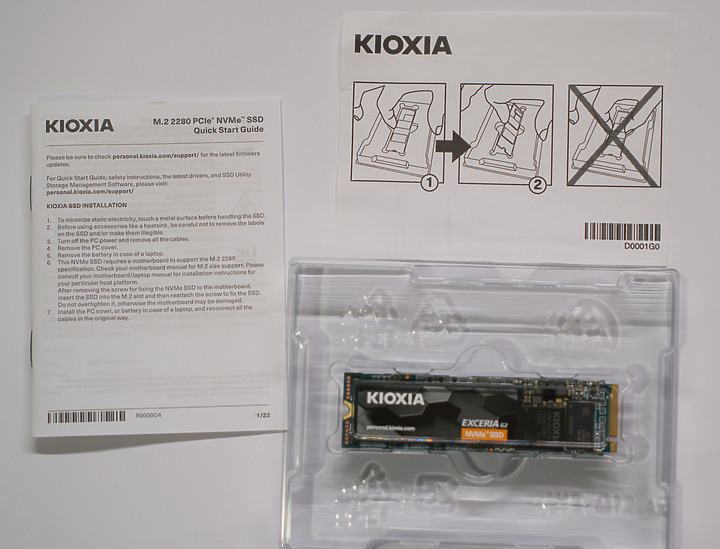 KIOXIA
M.2 2280 PCIe® NVMe™ SSD
Quick Start Guide
Please be sure to check personal.kioxia.com/support/ for the latest firmware
updates.
For Quick Start Guide, safety instructions, the latest drivers, and SSD Utility
Storage Management Software, please visit:
personal.kioxia.com/support/
KIOXIA SSD INSTALLATION
1. To minimize static electricity, touch a metal surface before handling the SSD.
2. Before using accessories like a heatsink, be careful not to remove the labels
on the SSD and/or make them illegible.
3. Turn off the PC power and remove all the cables.
4. Remove the PC cover.
5. Remove the battery in case of a laptop.
6. This NVMe SSD requires a motherboard to support the M.2 2280
specification. Check your motherboard manual for M.2 size support. Please
consult your motherboard/laptop manual for installation instructions for
your particular host platform.
After removing the screw for fixing the NVMe SSD to the motherboard,
insert the SSD into the M.2 slot and then reattach the screw to fix the SSD.
Do not overtighten it, otherwise the motherboard may be damaged.
7. Install the PC cover, or battery in case of a laptop, and reconnect all the
cables in the original way.
R0000G4
1/22
KIOXIA
1
2
D0001G0
KIOXIA
personal.kioxia.com
EXCERIA G2
NVMe™ SSD
KIOXIA